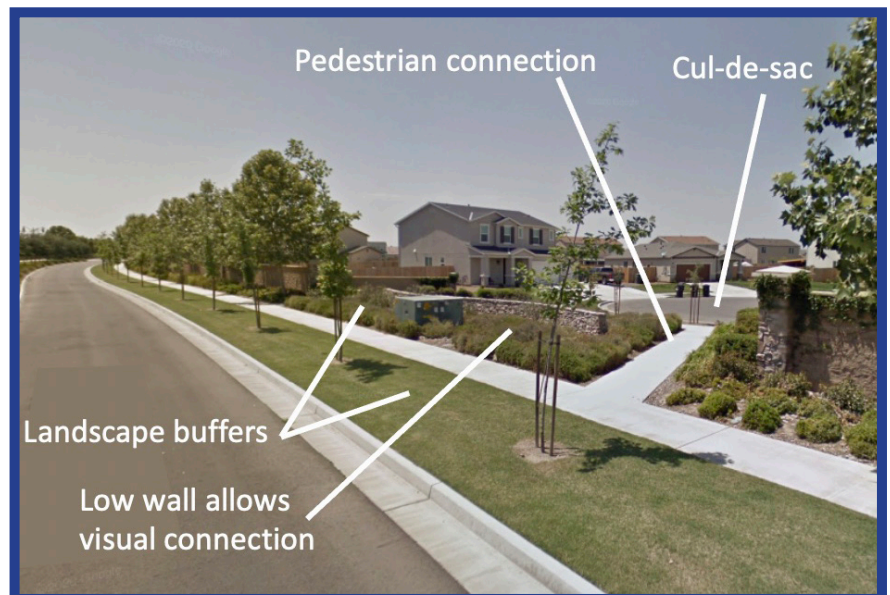 Pedestrian connection
Cul-de-sac
Landscape buffers
Low wall allows
visual connection